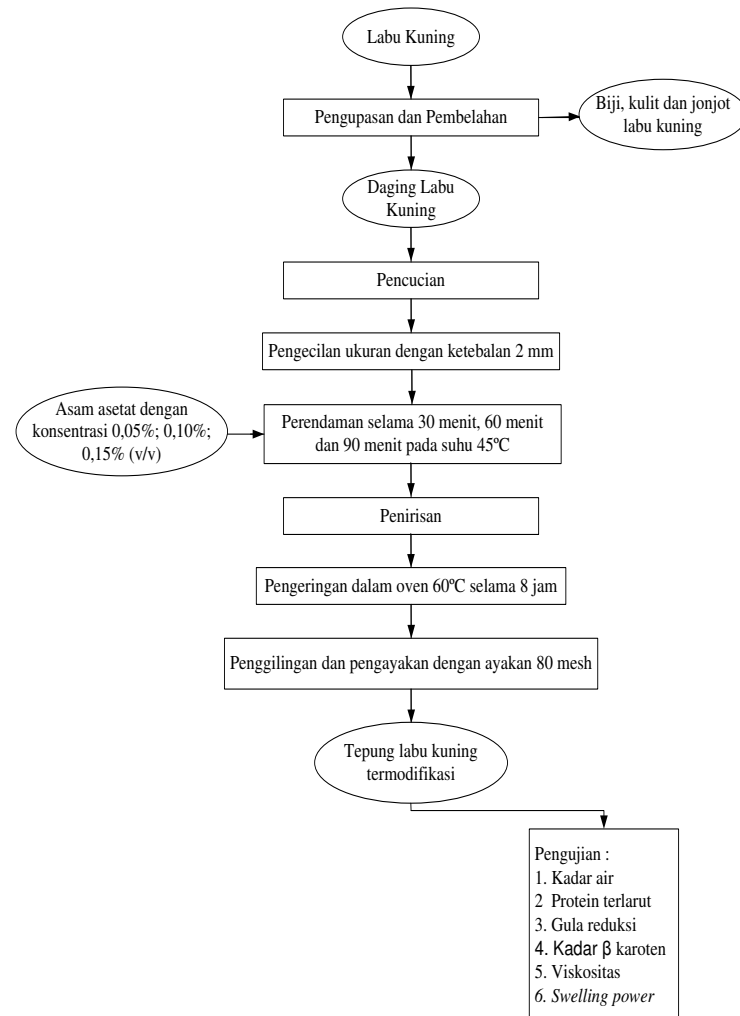 Labu Kuning
Pengupasan dan Pembelahan
Biji, kulit dan jonjot
labu kuning
Daging Labu
Kuning
Pencucian
Pengecilan ukuran dengan ketebalan 2 mm
Asam asetat dengan
konsentrasi 0,05%; 0,10%;
0,15% (v/v)
Perendaman selama 30 menit, 60 menit
dan 90 menit pada suhu 45ºC
Penirisan
Pengeringan dalam oven 60ºC selama 8 jam
Penggilingan dan pengayakan dengan ayakan 80 mesh
Tepung labu kuning
termodifikasi
Pengujian :
1. Kadar air
2 Protein terlarut
3. Gula reduksi
4. Kadar β karoten
5. Viskositas
6. Swelling power